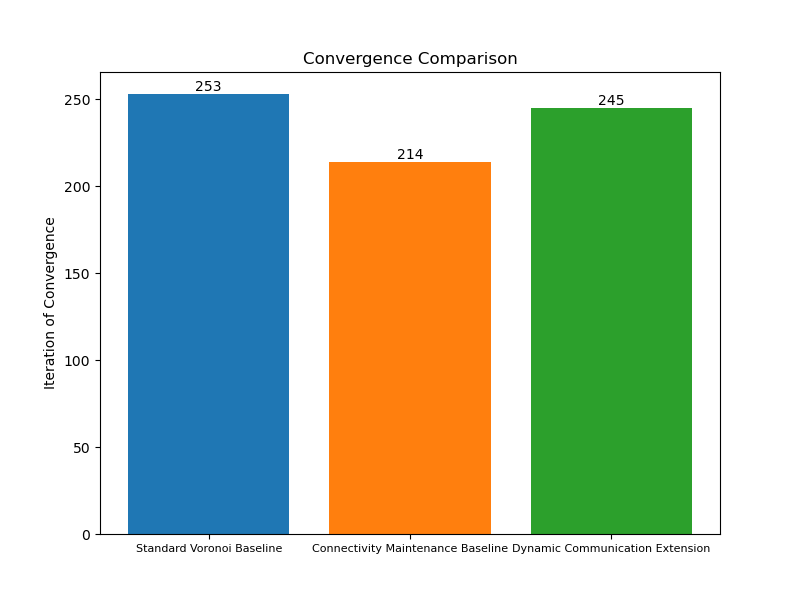 Convergence Comparison
253
214
245
250
200
150
100
50
0
Iteration of Convergence
Standard Voronoi Baseline
Connectivity Maintenance Baseline
Dynamic Communication Extension